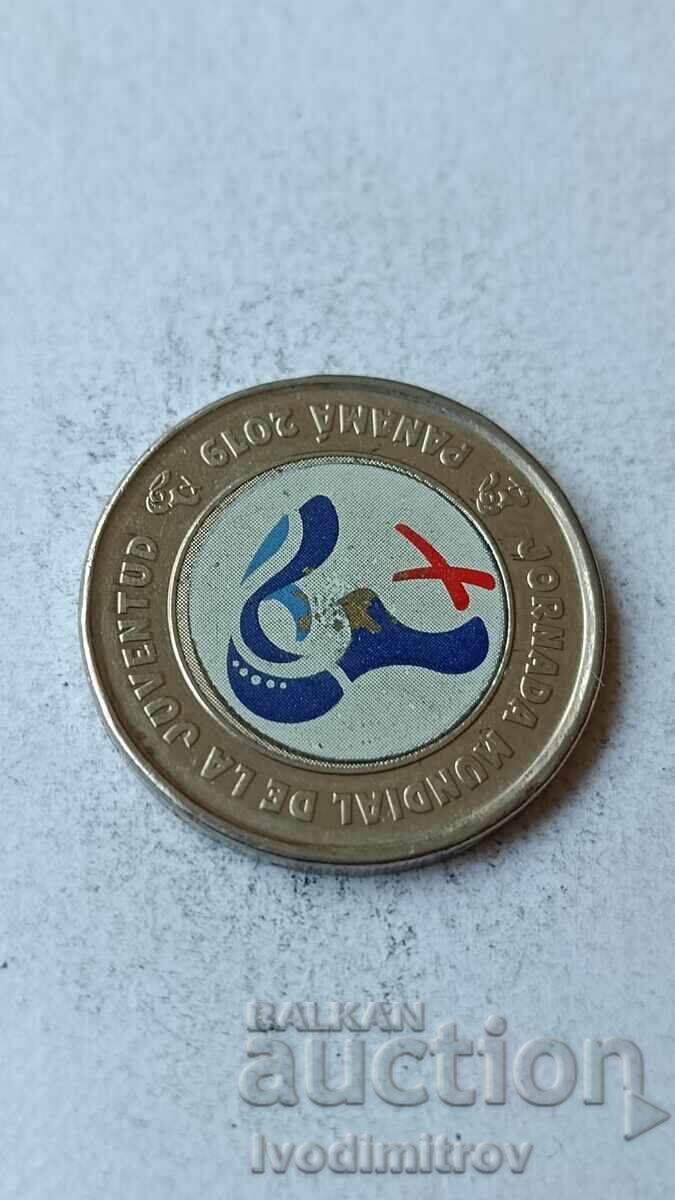 JORNADA MUNDIAL DE LA JUVENTUD
PANAMÁ 2019
BALKAN
auction
Ivodimitrov